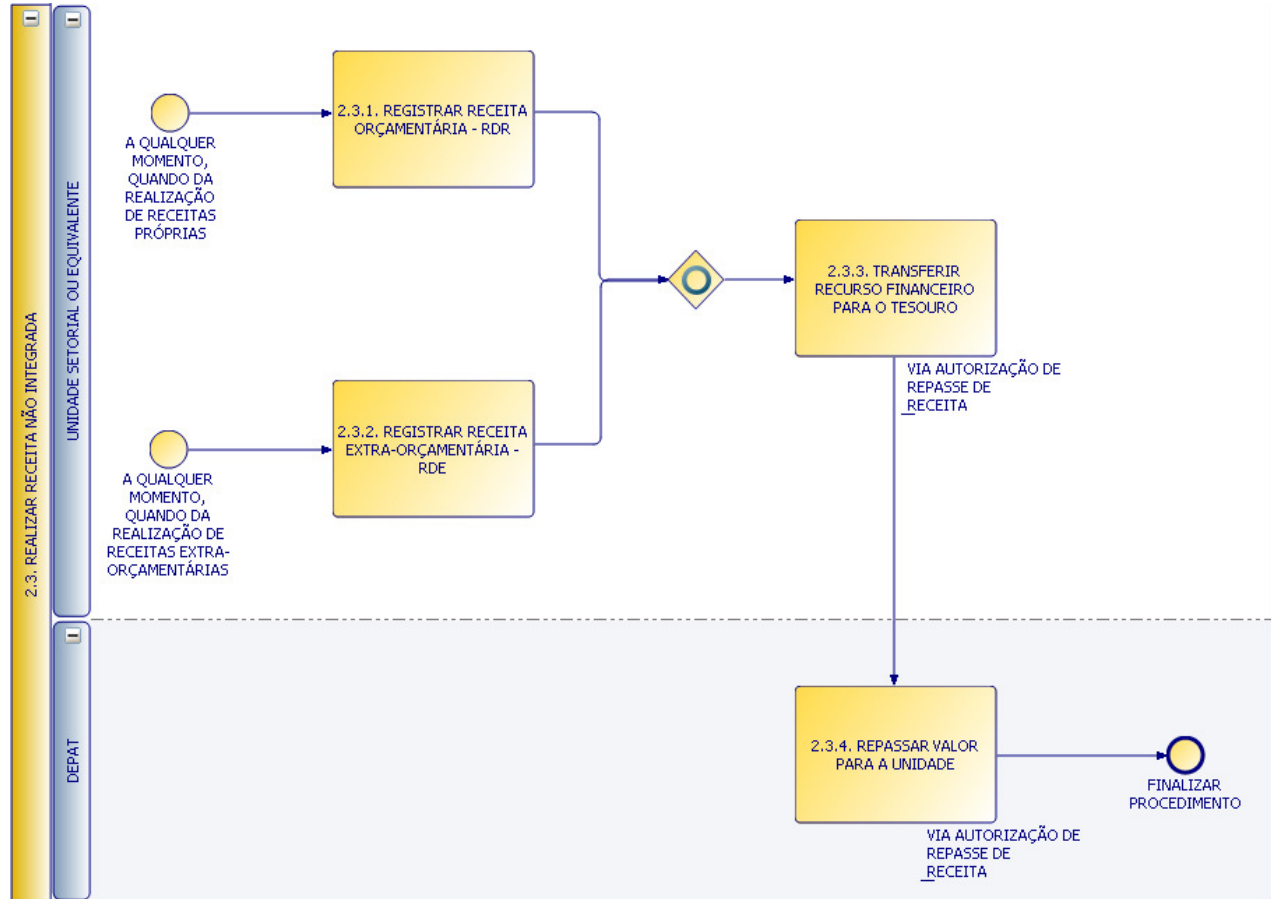 2.3. REALIZAR RECEITA NÃO INTEGRADA
UNIDADE SETORIAL OU EQUIVALENTE
A QUALQUER
MOMENTO,
QUANDO DA
REALIZAÇÃO
DE RECEITAS
PRÓPRIAS
2.3.1. REGISTRAR RECEITA
ORÇAMENTÁRIA - RDR
A QUALQUER
MOMENTO,
QUANDO DA
REALIZAÇÃO DE
RECEITAS EXTRA-
ORÇAMENTÁRIAS
2.3.2. REGISTRAR RECEITA
EXTRA-ORÇAMENTÁRIA -
RDE
2.3.3. TRANSFERIR
RECURSO FINANCEIRO
PARA O TESOURO
VIA AUTORIZAÇÃO DE
REPASSE DE
_RECEITA
DEPAT
2.3.4. REPASSAR VALOR
PARA A UNIDADE
VIA AUTORIZAÇÃO DE
REPASSE DE
_RECEITA
FINALIZAR
PROCEDIMENTO